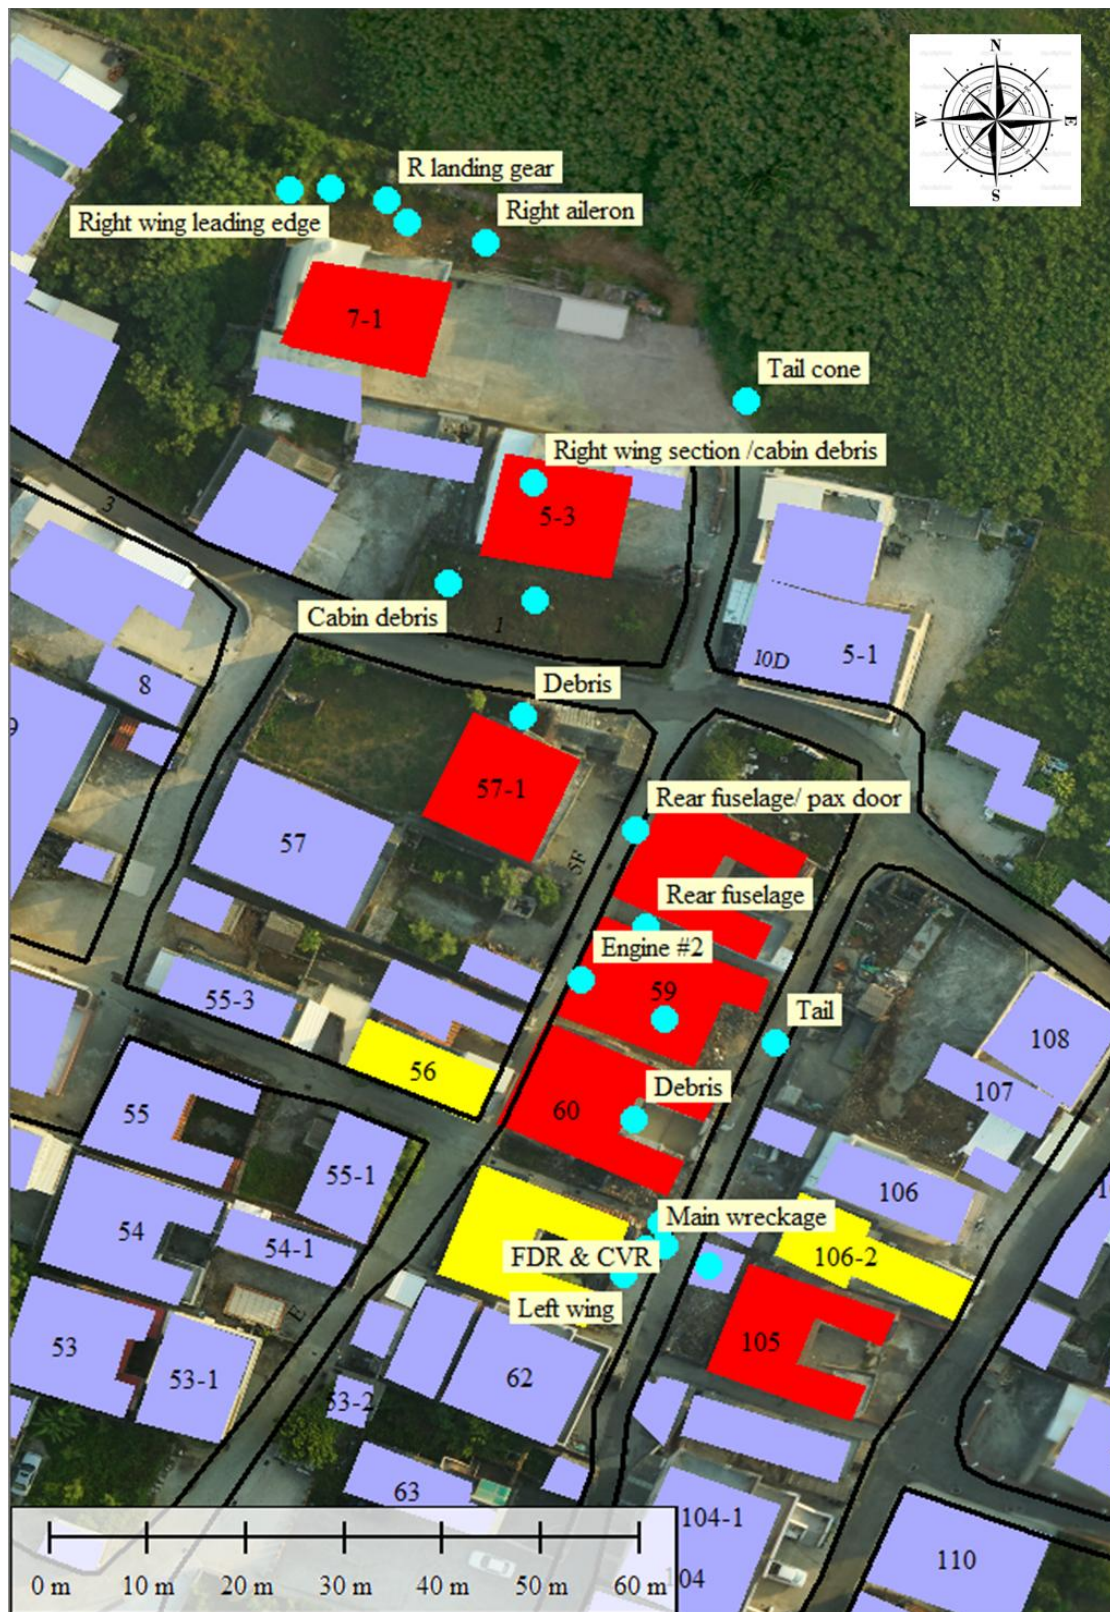 N
W
E
S
R landing gear
Right wing leading edge
Right aileron
7-1
Tail cone
Right wing section /cabin debris
3
5-3
Cabin debris
1
10D
5-1
8
Debris
9
57-1
Rear fuselage/ pax door
57
5F
Rear fuselage
Engine #2
59
55-3
Tail
108
56
107
Debris
55
60
55-1
106
54
Main wreckage
54-1
FDR & CVR
106-2
E
Left wing
53
105
53-1
62
53-2
63
104-1
110
104
0 m 10 m 20 m 30 m 40 m 50 m 60 m